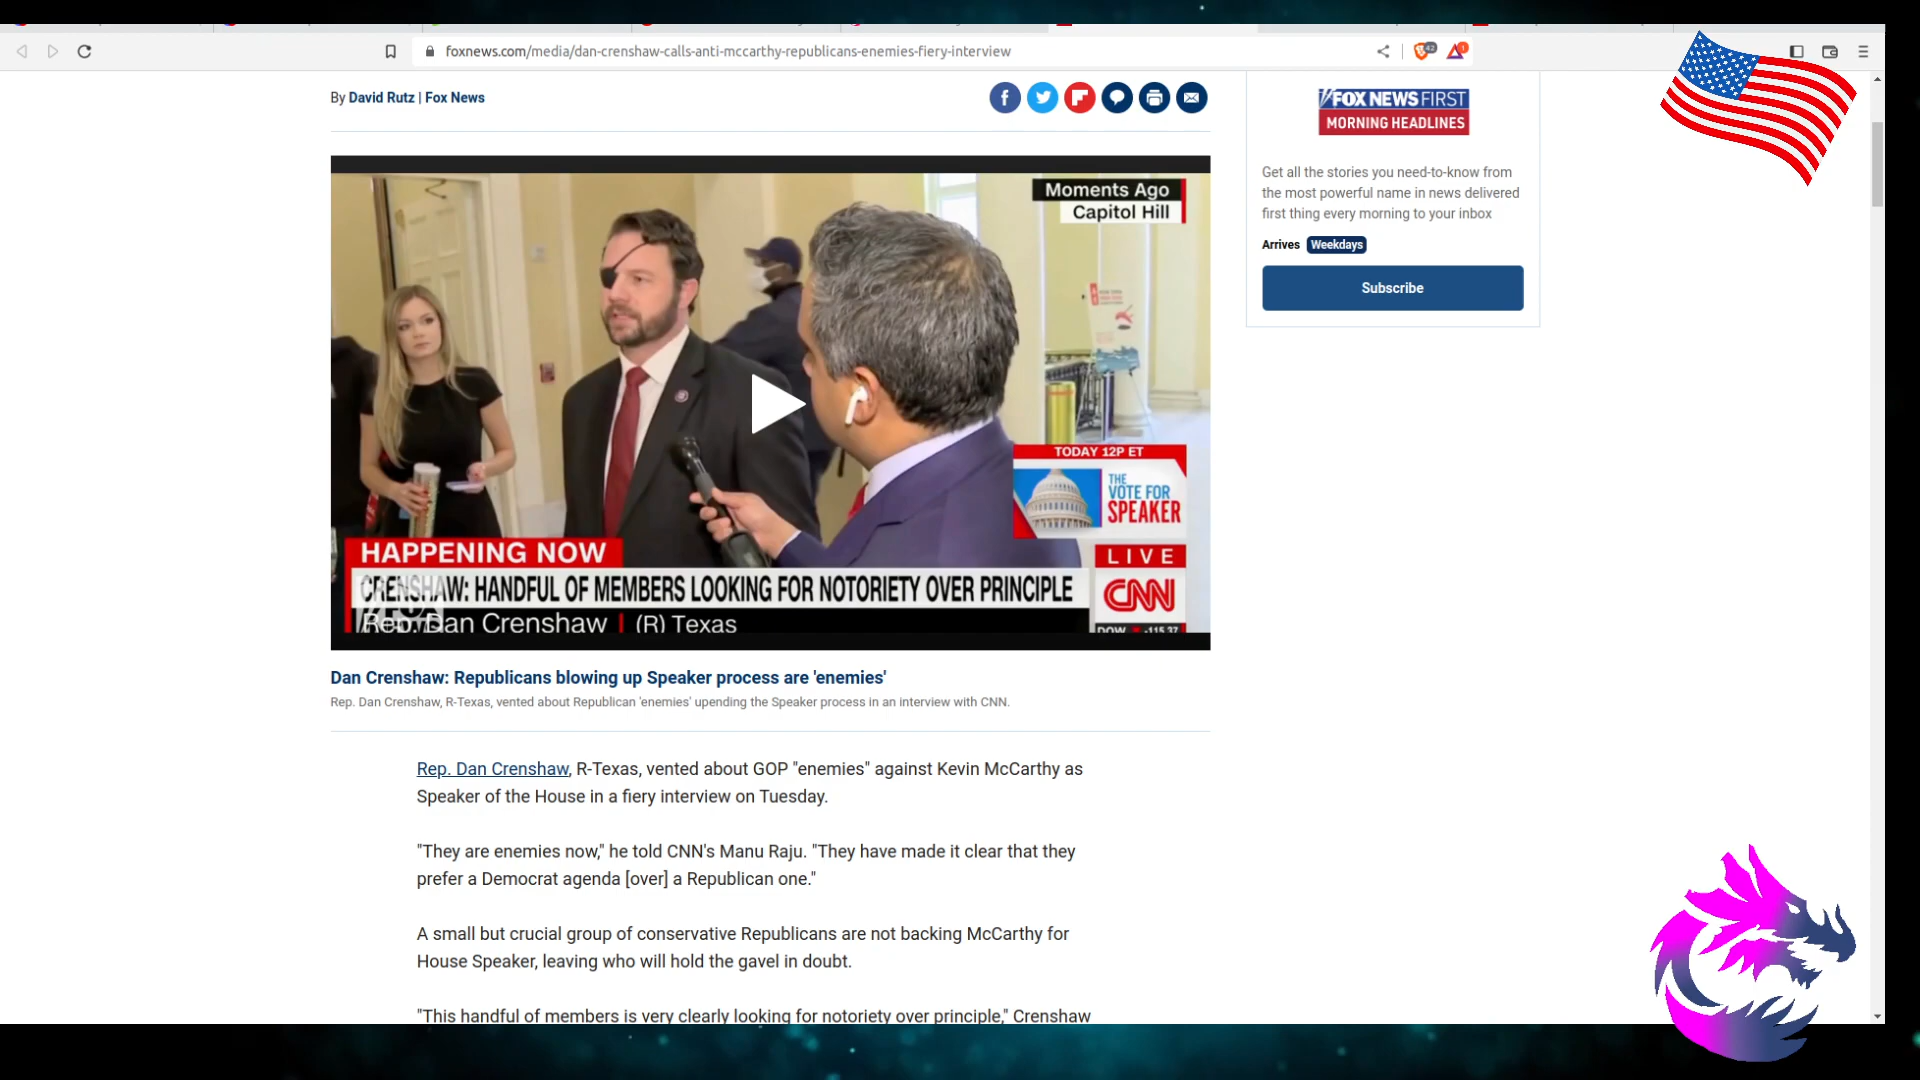 foxnews.com/media/dan-crenshaw-calls-anti-mccarthy-republicans-enemies-fiery-interview
42
1
By David Rutz | Fox News
FOX NEWS FIRST
MORNING HEADLINES
Get all the stories you need-to-know from
the most powerful name in news delivered
first thing every morning to your inbox
Arrives Weekdays
Subscribe
Moments Ago
Capitol Hill
TODAY 12P ET
THE
VOTE FOR
SPEAKER
HAPPENING NOW
LIVE
CRENSHAW: HANDFUL OF MEMBERS LOOKING FOR NOTORIETY OVER PRINCIPLE
CNN
Rep. Dan Crenshaw | (R) Texas
DOW -115.37
Dan Crenshaw: Republicans blowing up Speaker process are 'enemies'
Rep. Dan Crenshaw, R-Texas, vented about Republican 'enemies' upending the Speaker process in an interview with CNN.
Rep. Dan Crenshaw, R-Texas, vented about GOP "enemies" against Kevin McCarthy as
Speaker of the House in a fiery interview on Tuesday.
"They are enemies now," he told CNN's Manu Raju. "They have made it clear that they
prefer a Democrat agenda [over] a Republican one."
A small but crucial group of conservative Republicans are not backing McCarthy for
House Speaker, leaving who will hold the gavel in doubt.
"This handful of members is very clearly looking for notoriety over principle," Crenshaw